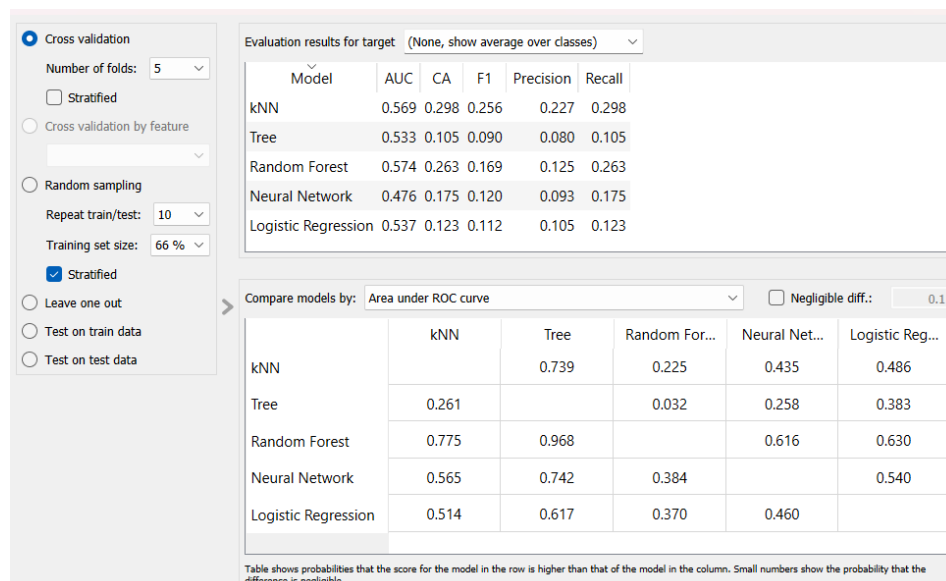 Cross validation
Number of folds: 5
Stratified
Cross validation by feature
Random sampling
Repeat train/test: 10
Training set size: 66 %
Stratified
Leave one out
Test on train data
Test on test data
Evaluation results for target (None, show average over classes)
Model AUC CA F1 Precision Recall
kNN 0.569 0.298 0.256 0.227 0.298
Tree 0.533 0.105 0.090 0.080 0.105
Random Forest 0.574 0.263 0.169 0.125 0.263
Neural Network 0.476 0.175 0.120 0.093 0.175
Logistic Regression 0.537 0.123 0.112 0.105 0.123
Compare models by: Area under ROC curve Negligible diff.: 0.1
kNN Tree Random For... Neural Net... Logistic Reg...
kNN 0.739 0.225 0.435 0.486
Tree 0.261 0.032 0.258 0.383
Random Forest 0.775 0.968 0.616 0.630
Neural Network 0.565 0.742 0.384 0.540
Logistic Regression 0.514 0.617 0.370 0.460
Table shows probabilities that the score for the model in the row is higher than that of the model in the column. Small numbers show the probability that the
difference is negligible.